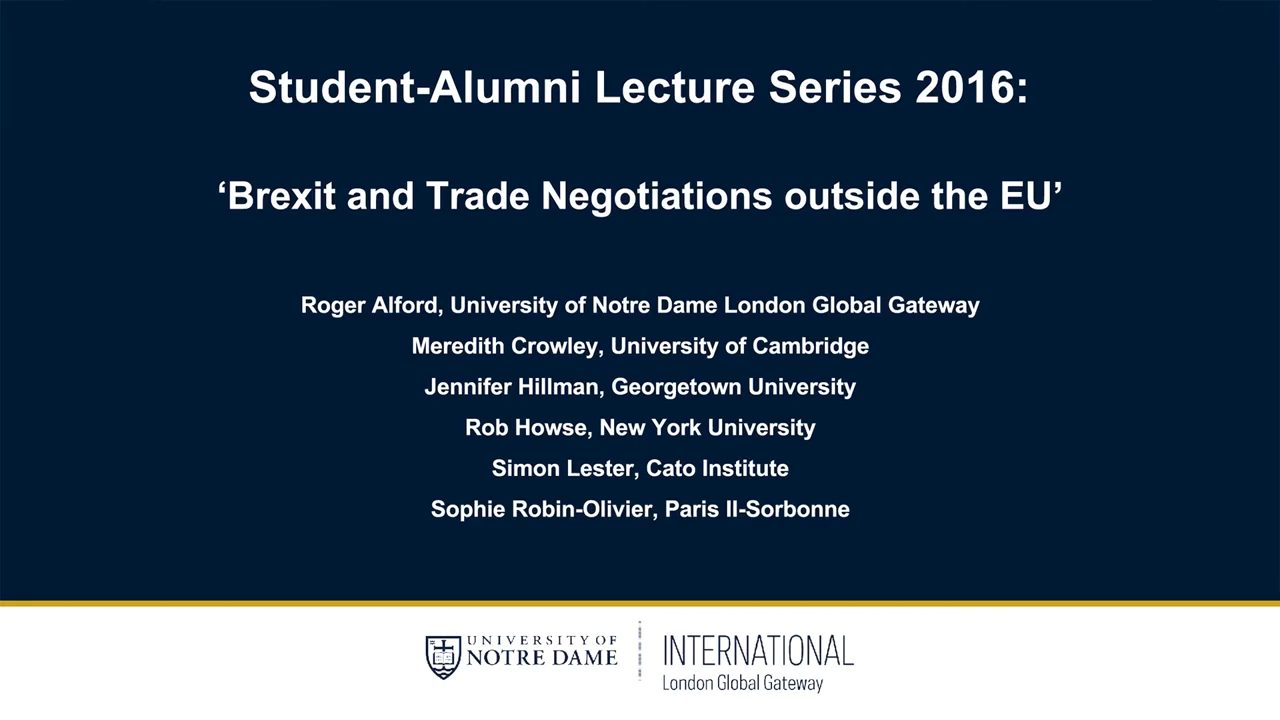 Student-Alumni Lecture Series 2016:
‘Brexit and Trade Negotiations outside the EU’
Roger Alford, University of Notre Dame London Global Gateway
Meredith Crowley, University of Cambridge
Jennifer Hillman, Georgetown University
Rob Howse, New York University
Simon Lester, Cato Institute
Sophie Robin-Olivier, Paris II-Sorbonne
UNIVERSITY OF
NOTRE DAME
INTERNATIONAL
London Global Gateway